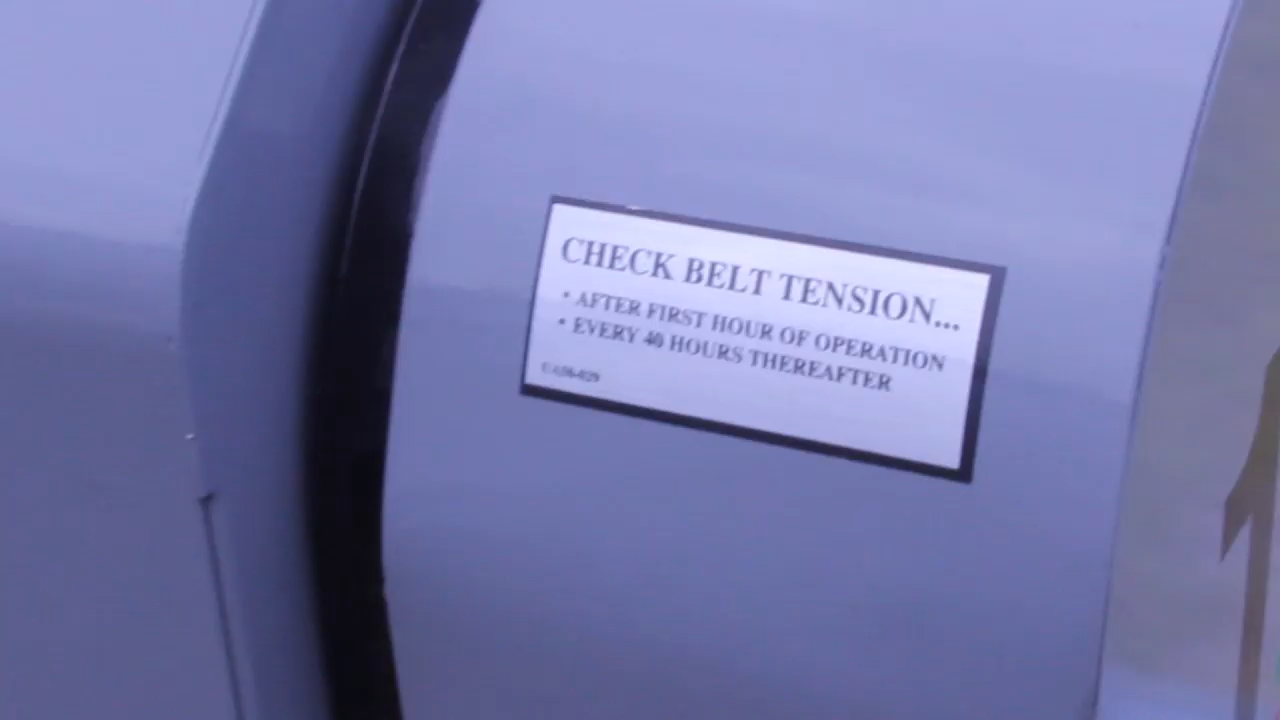 CHECK BELT TENSION...
• AFTER FIRST HOUR OF OPERATION
• EVERY 40 HOURS THEREAFTER